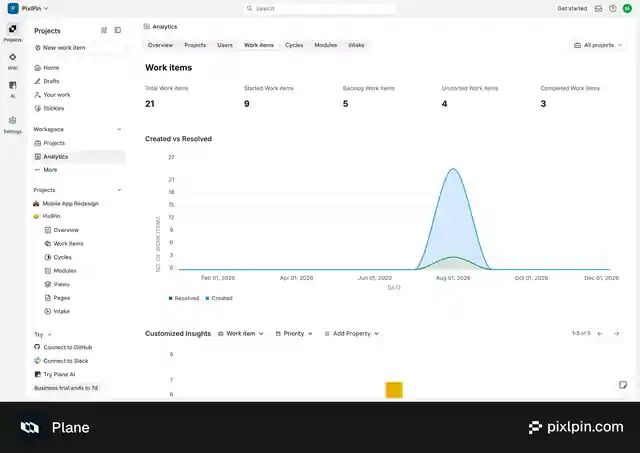 PixlPin
Search
Get started
Projects
Wiki
AI
Settings
Projects
New work item
Home
Drafts
Your work
Stickies
Workspace
Projects
Analytics
More
Projects
Mobile App Redesign
PixlPin
Overview
Work items
Cycles
Modules
Views
Pages
Intake
Try
Connect to GitHub
Connect to Slack
Try Plane AI
Business trial ends in 7d
Analytics
Overview Projects Users Work items Cycles Modules Intake
All projects
Work items
Total Work items Started Work items Backlog Work items Unstarted Work items Completed Work items
21 9 5 4 3
Created vs Resolved
27
21
18
15
9
6
3
0
NO. OF WORK ITEMS
Feb 01, 2026 Apr 01, 2026 Jun 01, 2026 Aug 01, 2026 Oct 01, 2026 Dec 01, 2026
DATE
Resolved Created
Customized Insights Work item Priority Add Property 1-5 of 5
9
7
6
Plane
pixlpin.com